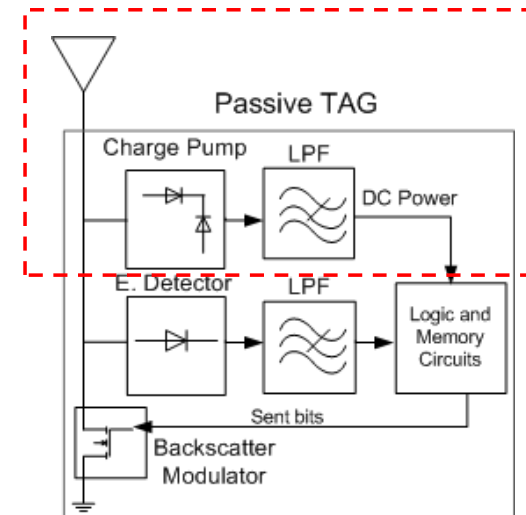 Passive TAG
Charge Pump
LPF
DC Power
E. Detector
LPF
Logic and
Memory
Circuits
Sent bits
Backscatter
Modulator